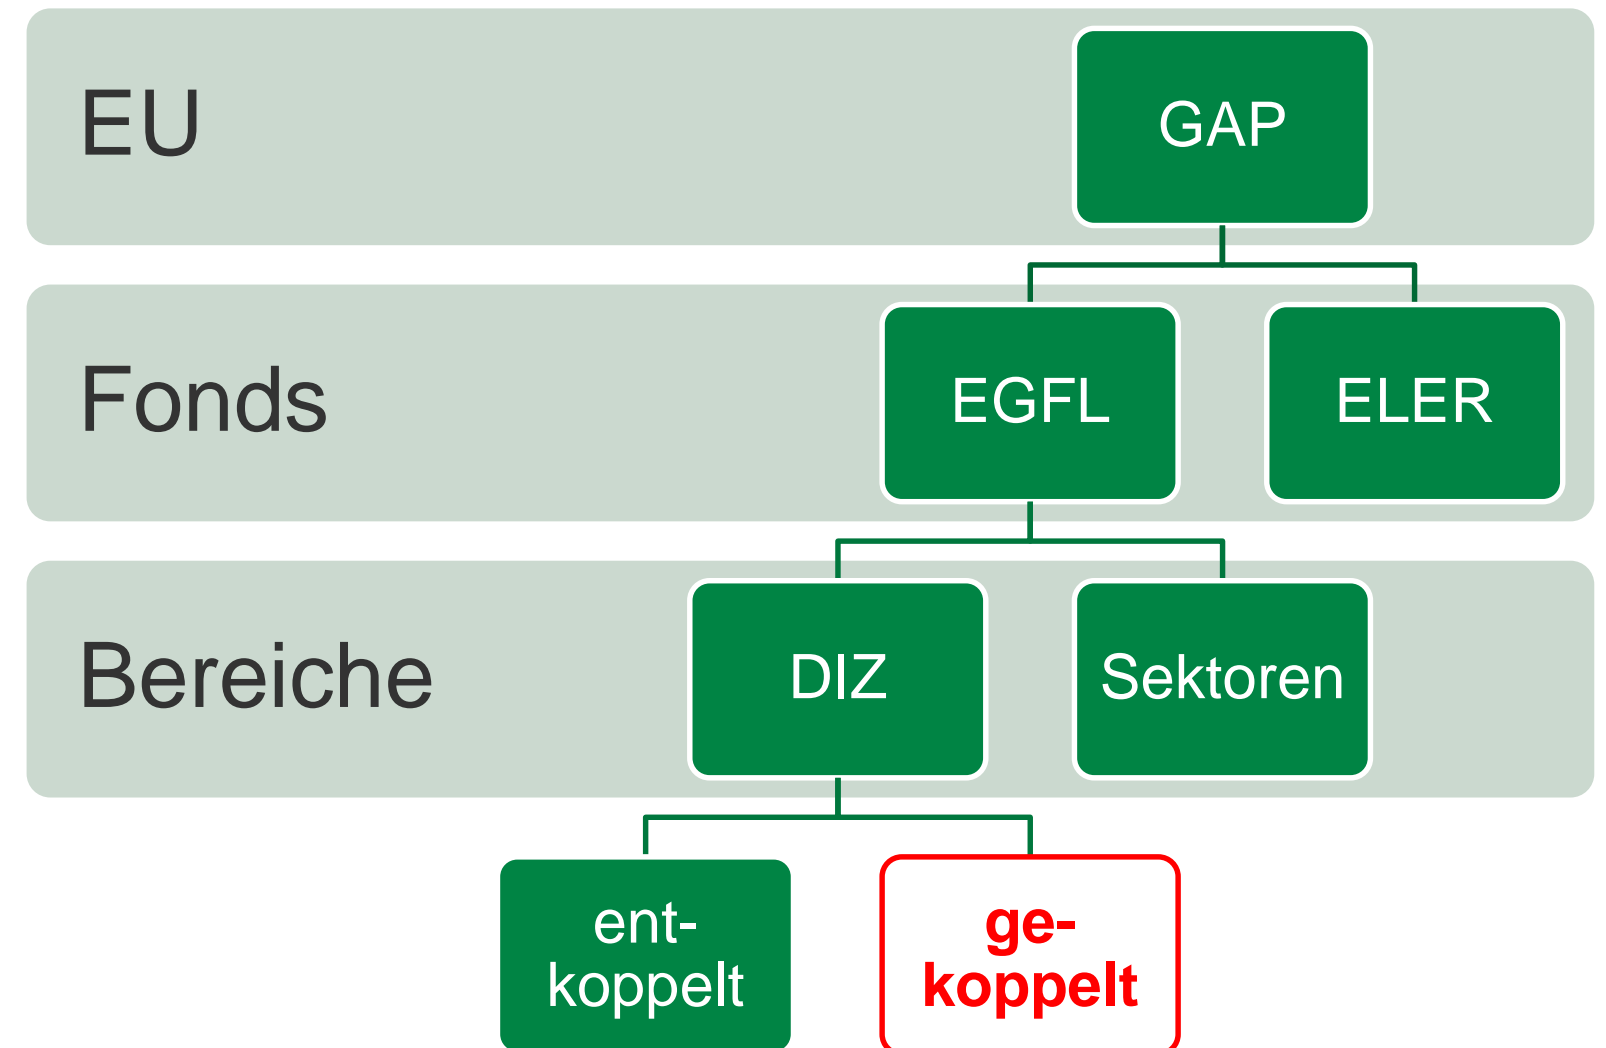 EU
GAP
Fonds
EGFL
ELER
Bereiche
DIZ
Sektoren
ent-
koppelt
ge-
koppelt